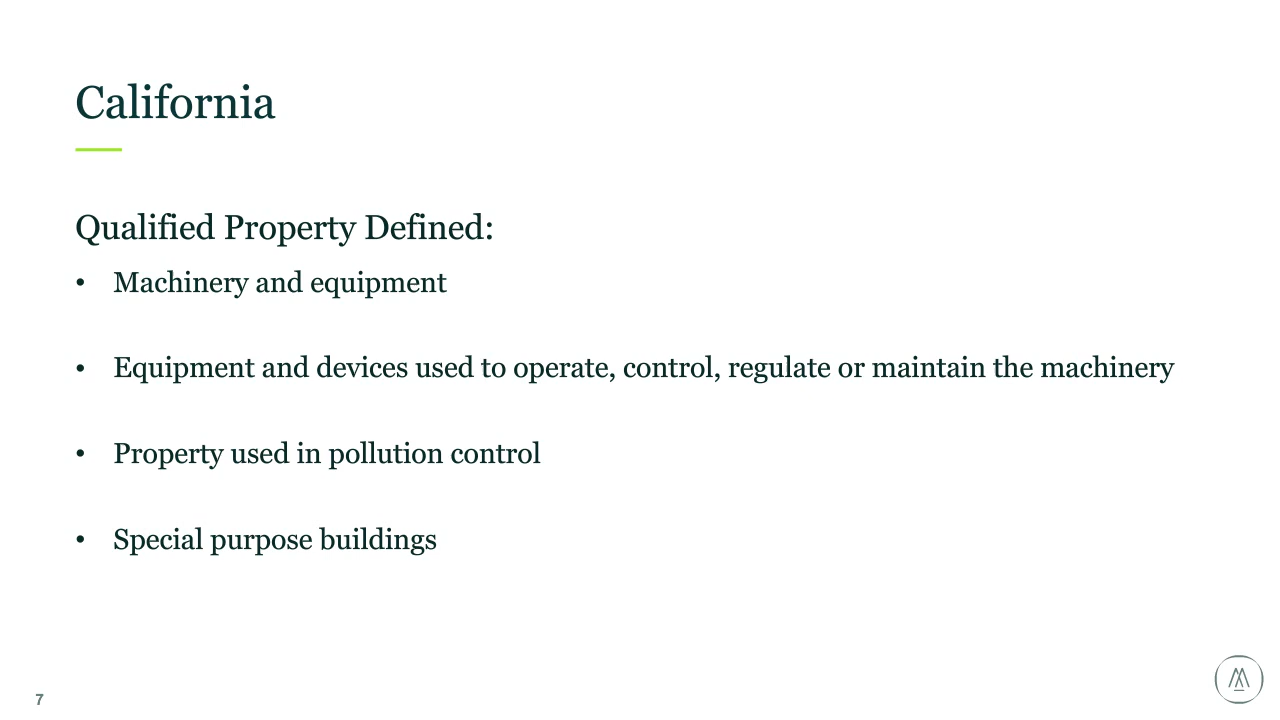 California
Qualified Property Defined:
• Machinery and equipment
• Equipment and devices used to operate, control, regulate or maintain the machinery
• Property used in pollution control
• Special purpose buildings
7